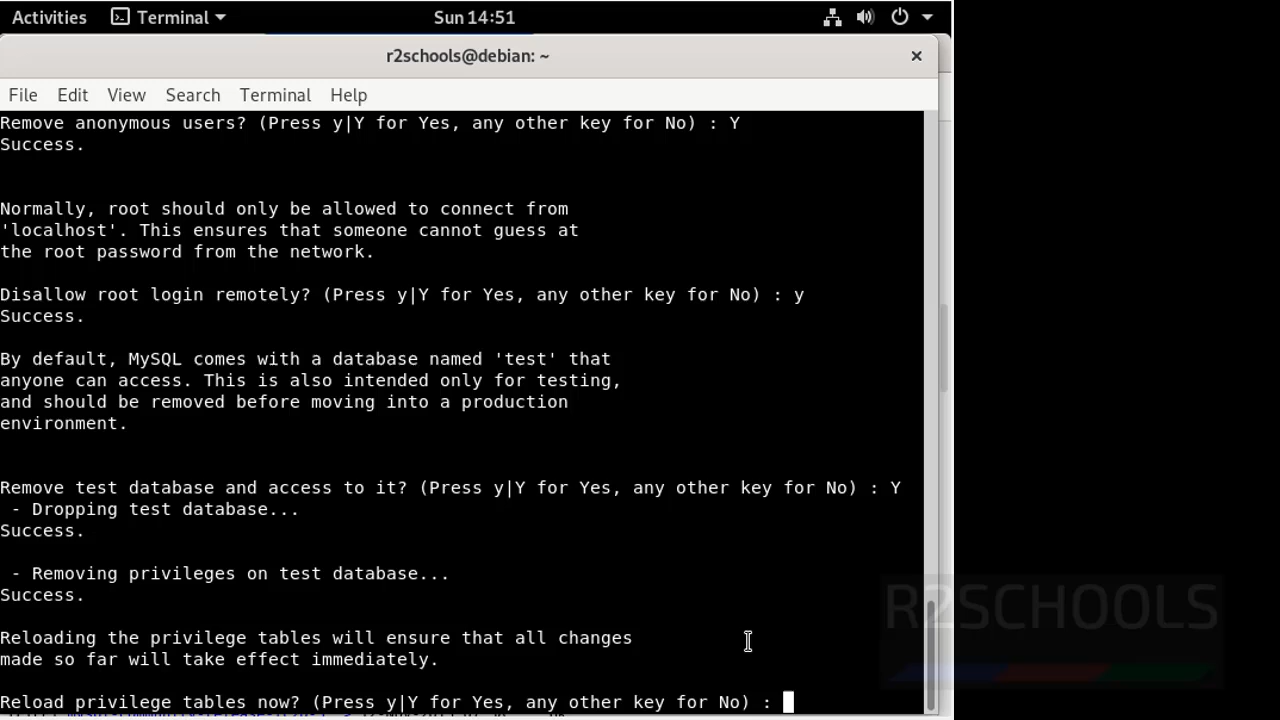 Activities Terminal Sun 14:51
r2schools@debian: ~
File Edit View Search Terminal Help
Remove anonymous users? (Press y|Y for Yes, any other key for No) : Y
Success.
Normally, root should only be allowed to connect from
'localhost'. This ensures that someone cannot guess at
the root password from the network.
Disallow root login remotely? (Press y|Y for Yes, any other key for No) : y
Success.
By default, MySQL comes with a database named 'test' that
anyone can access. This is also intended only for testing,
and should be removed before moving into a production
environment.
Remove test database and access to it? (Press y|Y for Yes, any other key for No) : Y
- Dropping test database...
Success.
- Removing privileges on test database...
Success.
R2SCHOOLS
Reloading the privilege tables will ensure that all changes
made so far will take effect immediately.
Reload privilege tables now? (Press y|Y for Yes, any other key for No) :